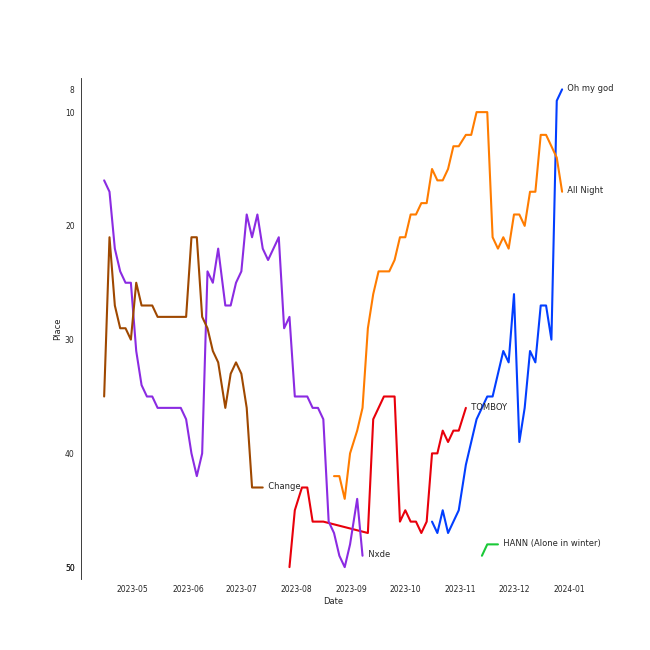 8
Oh my god
10
All Night
20
Place
30
TOMBOY
40
Change
HANN (Alone in winter)
Nxde
50
2023-05
2023-06
2023-07
2023-08
2023-09
2023-10
2023-11
2023-12
2024-01
Date